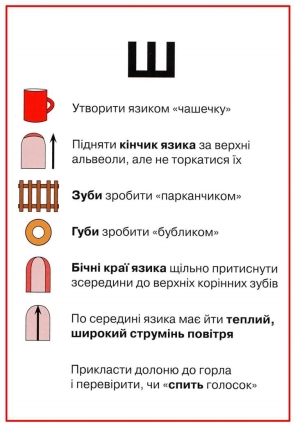 Ш
Утворити язиком «чашечку»
Підняти кінчик язика за верхні
альвеоли, але не торкатися їх
Зуби зробити «парканчиком»
Губи зробити «бубликом»
Бічні краї язика щільно притиснути
зсередини до верхніх корінних зубів
По середині язика має йти теплий,
широкий струмінь повітря
Прикласти долоню до горла
і перевірити, чи «спить» голосок»